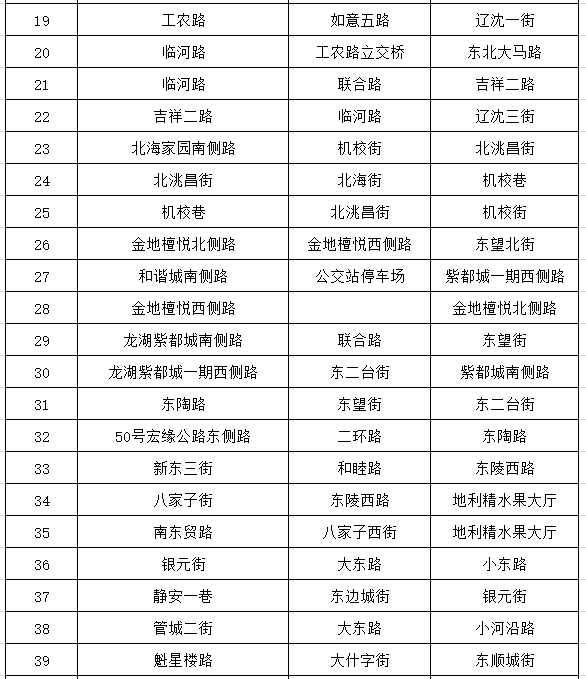 19 工农路 如意五路 辽沈一街
20 临河路 工农路立交桥 东北大马路
21 临河路 联合路 吉祥二路
22 吉祥二路 临河路 辽沈三街
23 北海家园南侧路 机校街 北洮昌街
24 北洮昌街 北海街 机校巷
25 机校巷 北洮昌街 机校街
26 金地檀悦北侧路 金地檀悦西侧路 东望北街
27 和谐城南侧路 公交站停车场 紫都城一期西侧路
28 金地檀悦西侧路 金地檀悦北侧路
29 龙湖紫都城南侧路 联合路 东望街
30 龙湖紫都城一期西侧路 东二台街 紫都城南侧路
31 东陶路 东望街 东二台街
32 50号宏缘公路东侧路 二环路 东陶路
33 新东三街 和睦路 东陵西路
34 八家子街 东陵西路 地利精水果大厅
35 南东贸路 八家子西街 地利精水果大厅
36 银元街 大东路 小东路
37 静安一巷 东边城街 银元街
38 管城二街 大东路 小河沿路
39 魁星楼路 大什字街 东顺城街